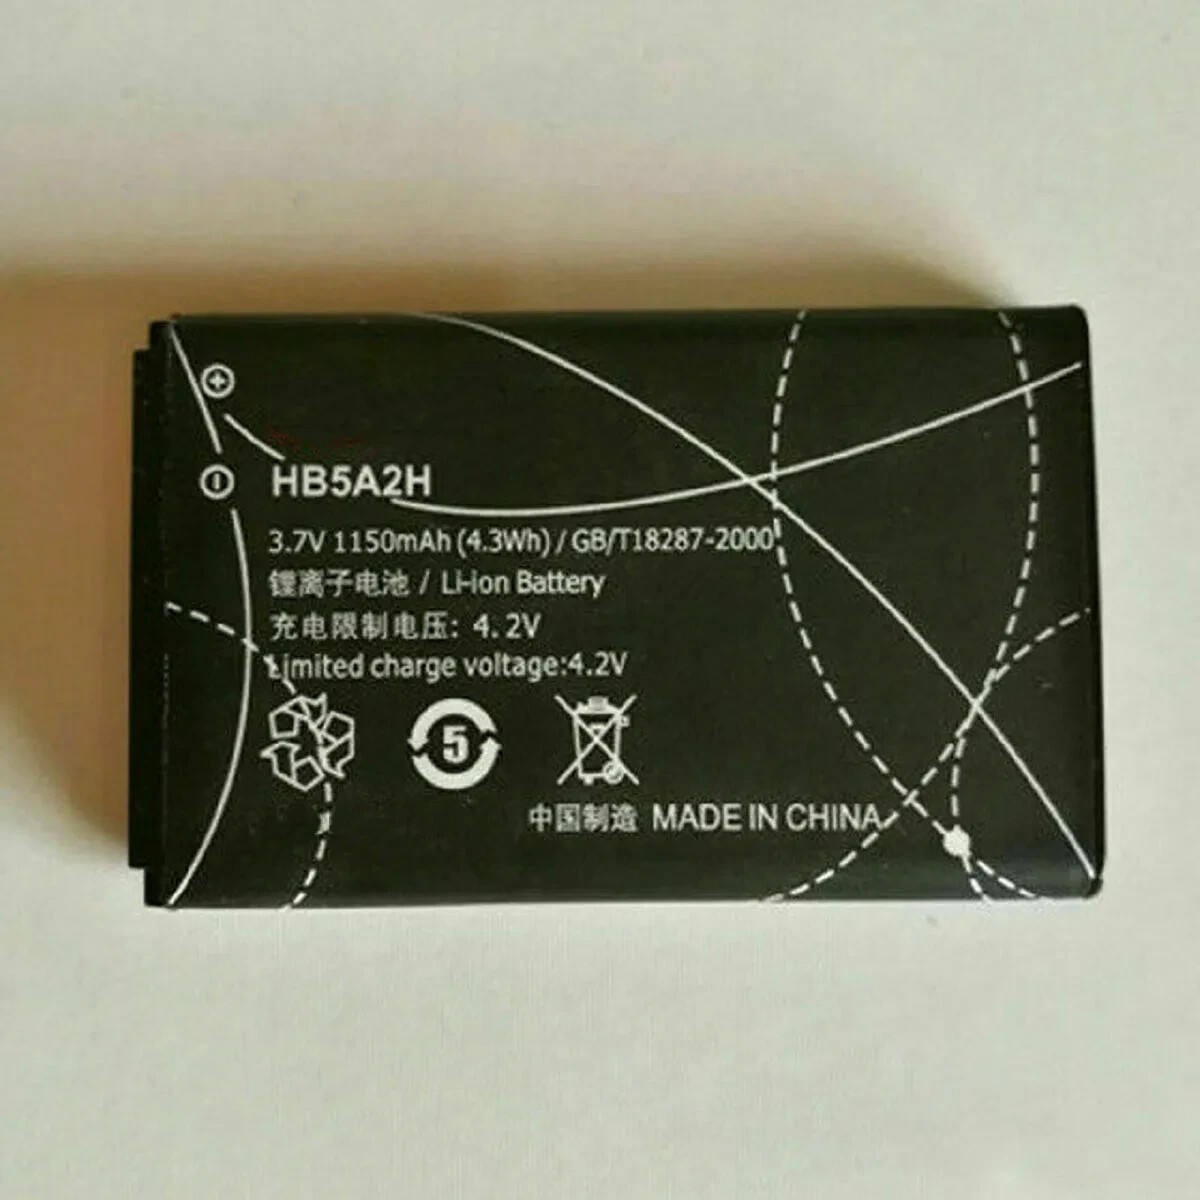 HB5A2H
3.7V 1150mAh (4.3Wh) / GB/T18287-2000
锂离子电池 / Li-ion Battery
充电限制电压: 4.2V
Limited charge voltage:4.2V
5
中国制造 MADE IN CHINA